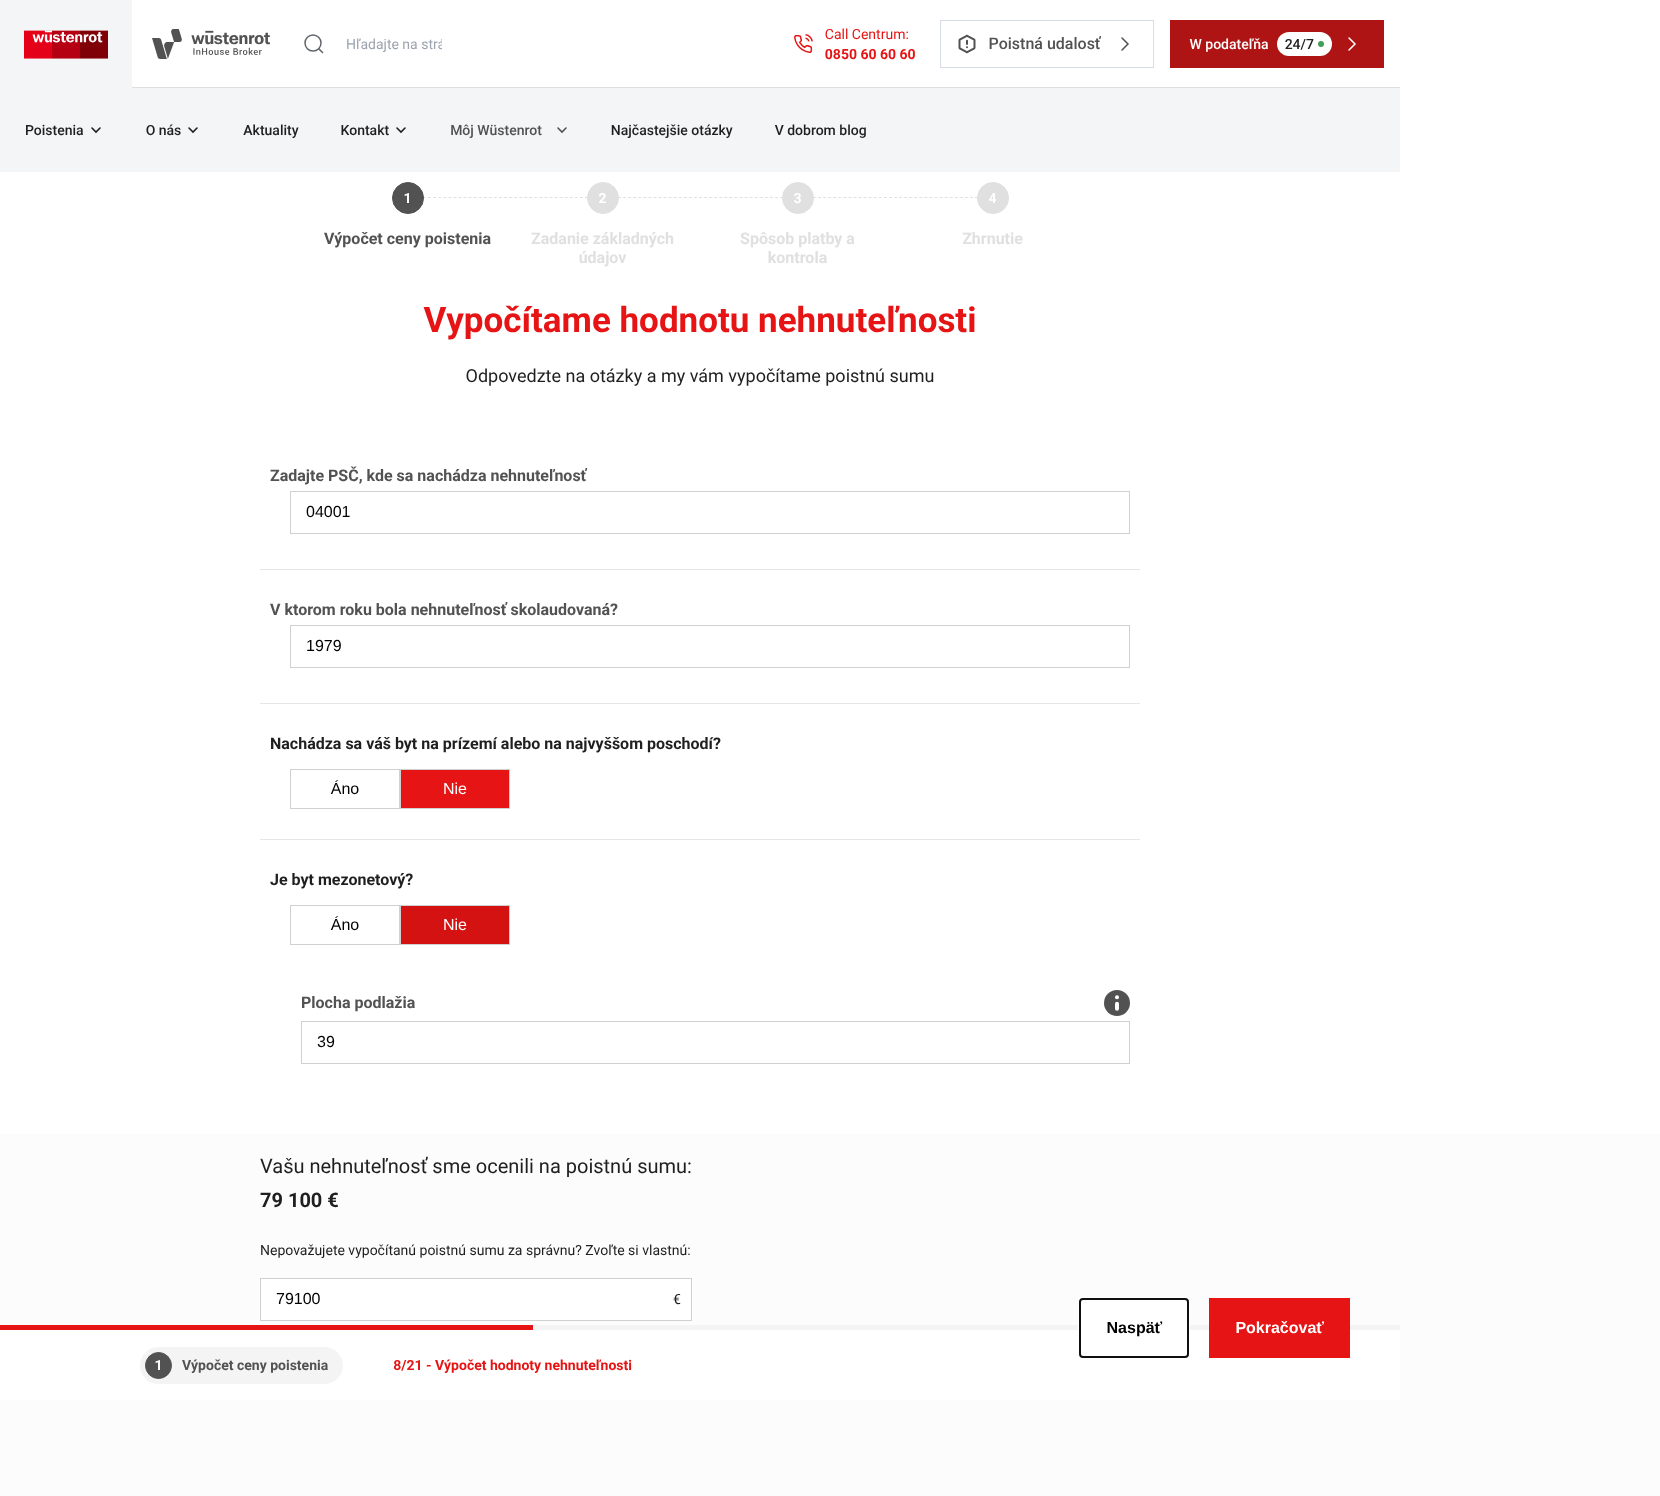 wüstenrot
wüstenrot
InHouse Broker
Hľadajte na strá
Call Centrum:
0850 60 60 60
Poistná udalosť
W podateľňa 24/7
Poistenia
O nás
Aktuality
Kontakt
Môj Wüstenrot
Najčastejšie otázky
V dobrom blog
1
2
3
4
Výpočet ceny poistenia
Zadanie základných
údajov
Spôsob platby a
kontrola
Zhrnutie
Vypočítame hodnotu nehnuteľnosti
Odpovedzte na otázky a my vám vypočítame poistnú sumu
Zadajte PSČ, kde sa nachádza nehnuteľnosť
04001
V ktorom roku bola nehnuteľnosť skolaudovaná?
1979
Nachádza sa váš byt na prízemí alebo na najvyššom poschodí?
Áno
Nie
Je byt mezonetový?
Áno
Nie
Plocha podlažia
39
Vašu nehnuteľnosť sme ocenili na poistnú sumu:
79 100 €
Nepovažujete vypočítanú poistnú sumu za správnu? Zvoľte si vlastnú:
79100 €
Naspäť
Pokračovať
1 Výpočet ceny poistenia
8/21 - Výpočet hodnoty nehnuteľnosti